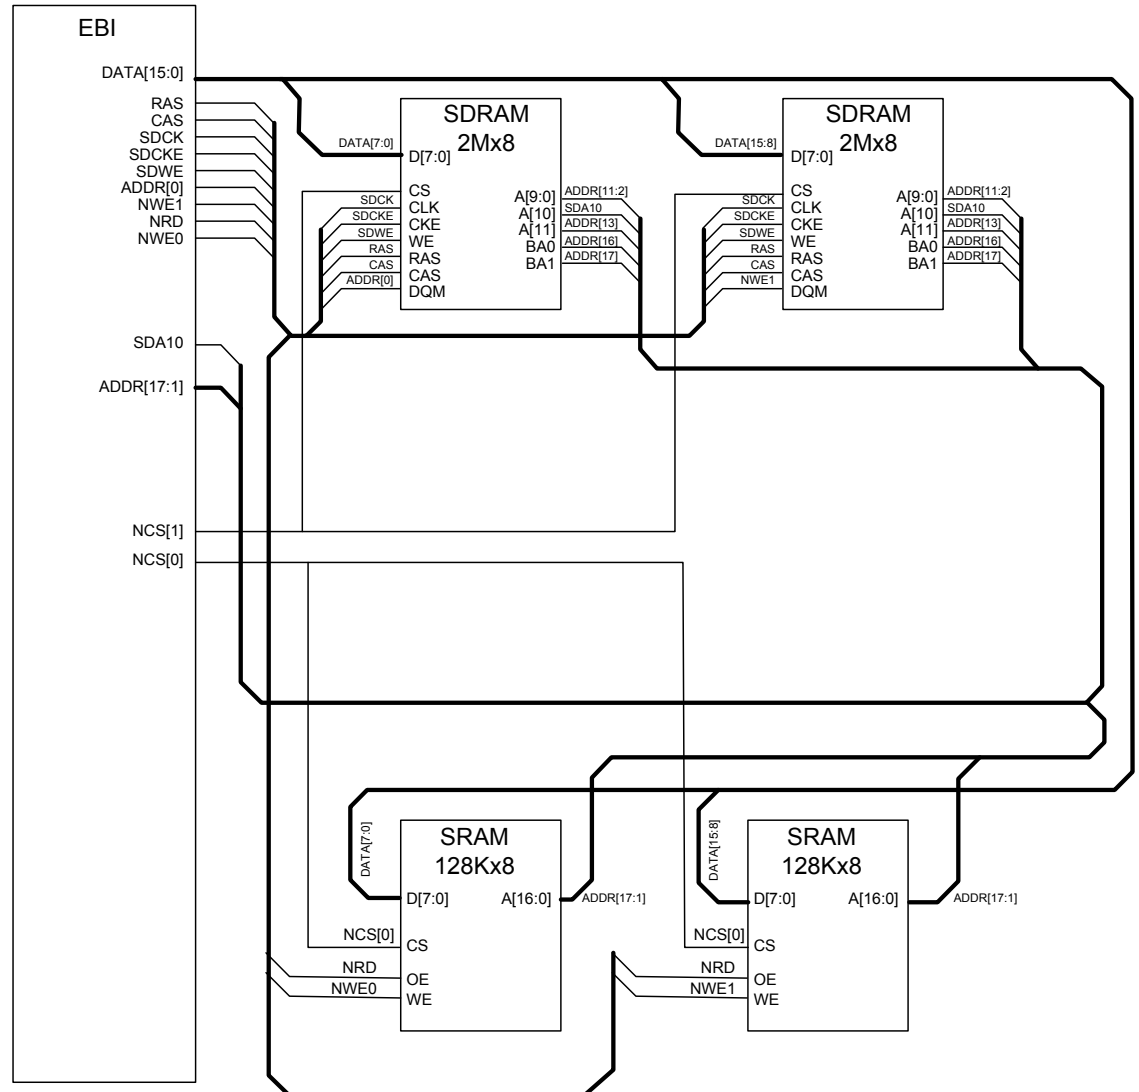 EBI
DATA[15:0]
RAS
CAS
SDCK
SDCKE
SDWE
ADDR[0]
NWE1
NRD
NWE0
SDA10
ADDR[17:1]
NCS[1]
NCS[0]
SDRAM
2Mx8
DATA[7:0]
D[7:0]
CS
SDCK
CLK
SDCKE
CKE
SDWE
WE
RAS
RAS
CAS
CAS
ADDR[0]
DQM
A[9:0]
ADDR[11:2]
A[10]
SDA10
A[11]
ADDR[13]
BA0
ADDR[16]
BA1
ADDR[17]
SDRAM
2Mx8
DATA[15:8]
D[7:0]
CS
SDCK
CLK
SDCKE
CKE
SDWE
WE
RAS
RAS
CAS
CAS
NWE1
DQM
A[9:0]
ADDR[11:2]
A[10]
SDA10
A[11]
ADDR[13]
BA0
ADDR[16]
BA1
ADDR[17]
SRAM
128Kx8
DATA[7:0]
D[7:0]
A[16:0]
ADDR[17:1]
NCS[0]
CS
NRD
OE
NWE0
WE
SRAM
128Kx8
DATA[15:8]
D[7:0]
A[16:0]
ADDR[17:1]
NCS[0]
CS
NRD
OE
NWE1
WE